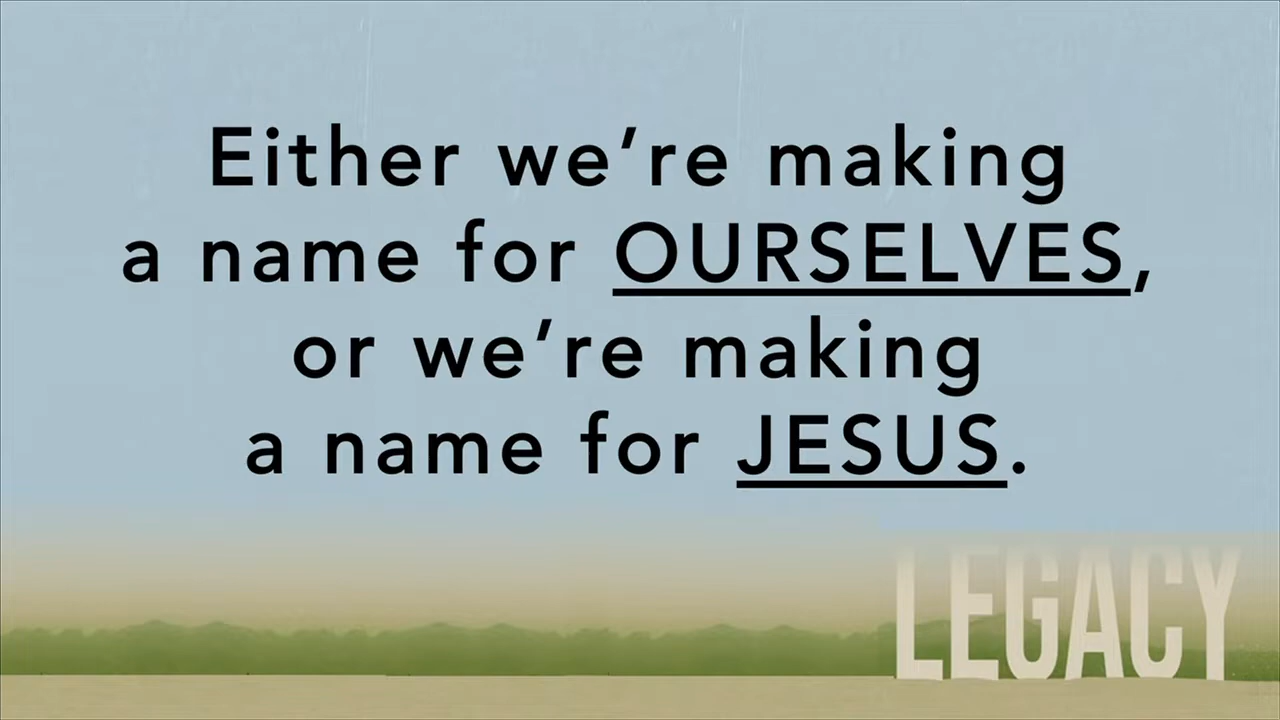 Either we’re making
a name for OURSELVES,
or we’re making
a name for JESUS.
LEGACY